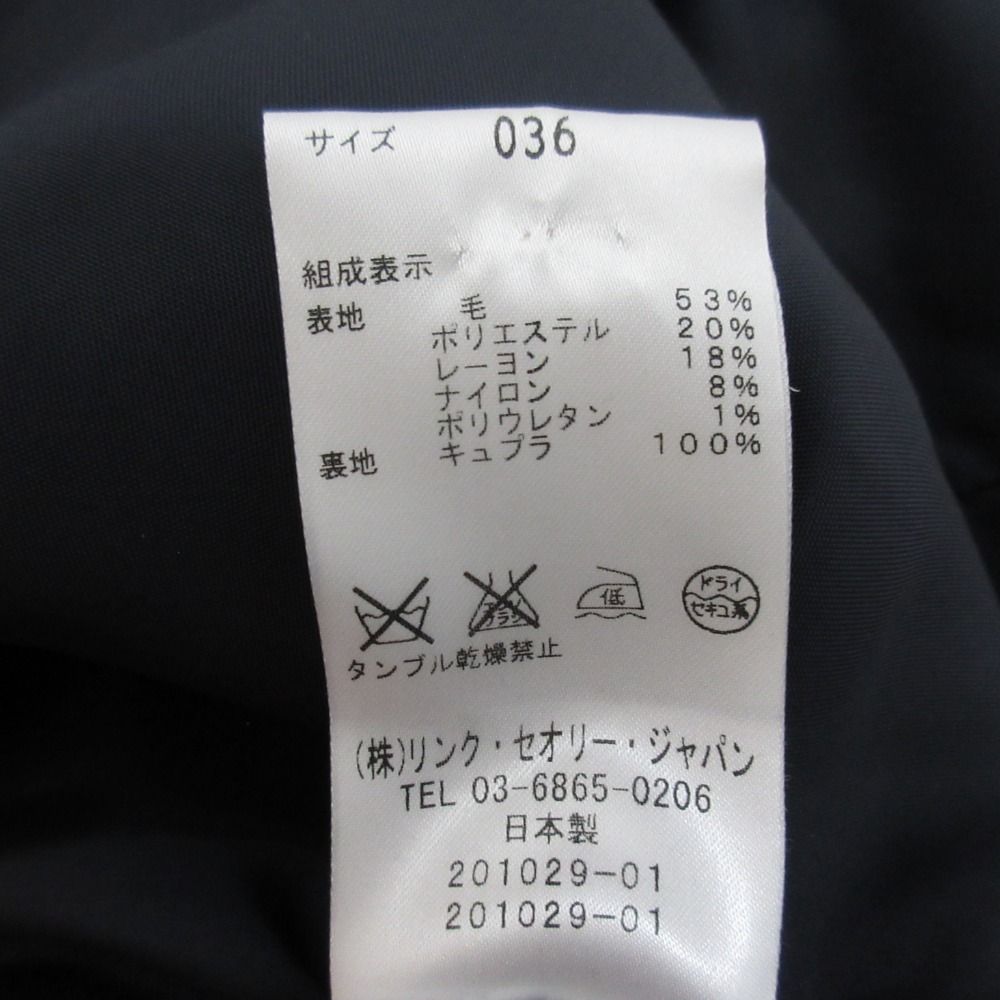 サイズ 036
組成表示
表地 毛 53%
ポリエステル 20%
レーヨン 18%
ナイロン 8%
ポリウレタン 1%
裏地 キュプラ 100%
低 ドライ
セキユ系
タンブル乾燥禁止
(株)リンク・セオリー・ジャパン
TEL 03-6865-0206
日本製
201029-01
201029-01